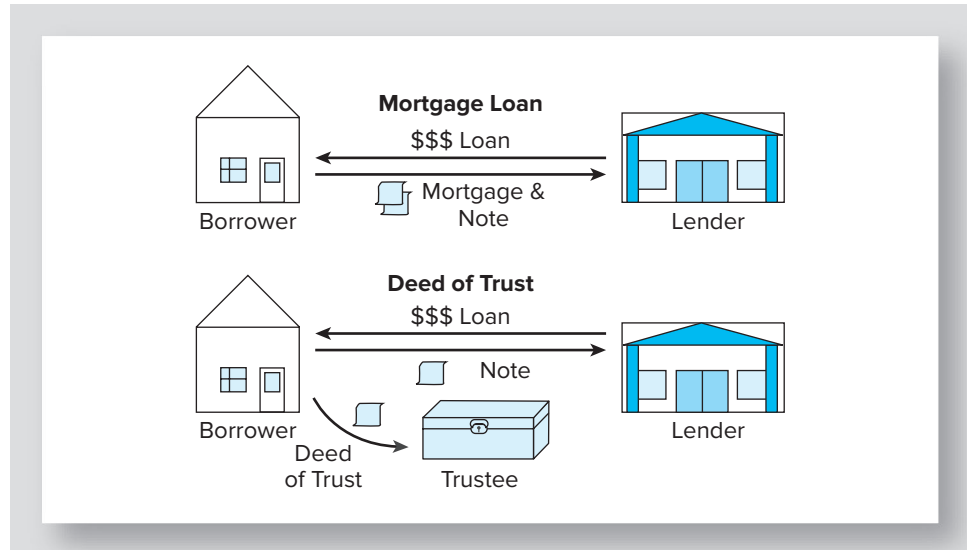 Mortgage Loan
$$$ Loan
Mortgage &
Note
Borrower
Lender
Deed of Trust
$$$ Loan
Note
Borrower
Lender
Deed
of Trust
Trustee